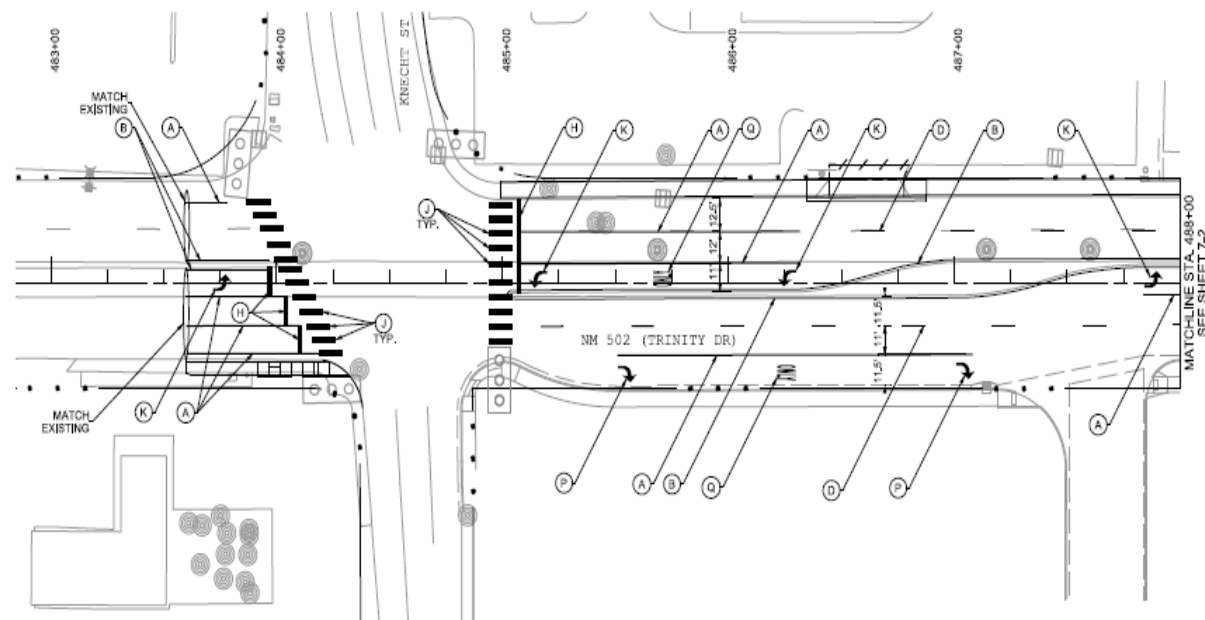 483+00
484+00
KNECHT ST
485+00
486+00
487+00
MATCH
EXISTING
B
A
H
K
A
Q
A
K
D
B
K
J
TYP.
12.5'
12'
11'
MATCHLINE STA. 488+00
SEE SHEET 7-2
H
J
TYP.
NM 502 (TRINITY DR)
11.5'
11'
11.5'
MATCH
EXISTING
K
A
P
A
B
Q
D
P
A